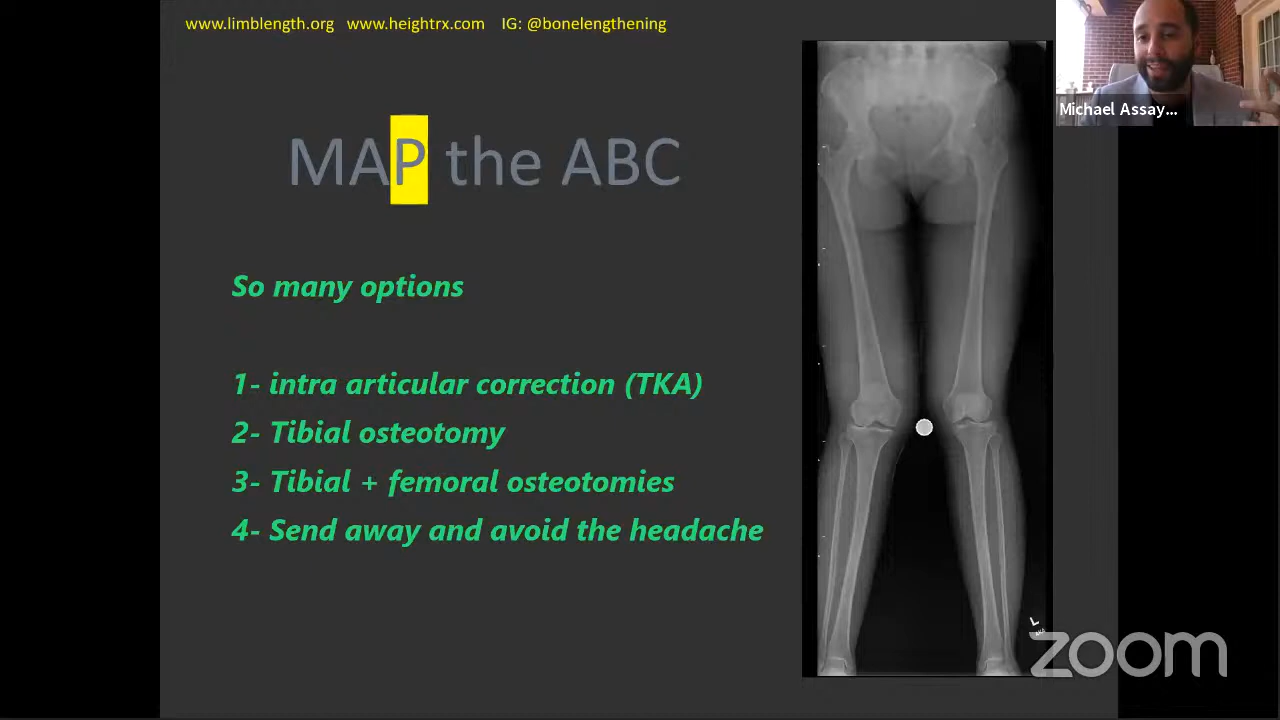 www.limblength.org www.heightrx.com IG: @bonelengthening
Michael Assay...
MAP the ABC
So many options
1- intra articular correction (TKA)
2- Tibial osteotomy
3- Tibial + femoral osteotomies
4- Send away and avoid the headache
L
zoom